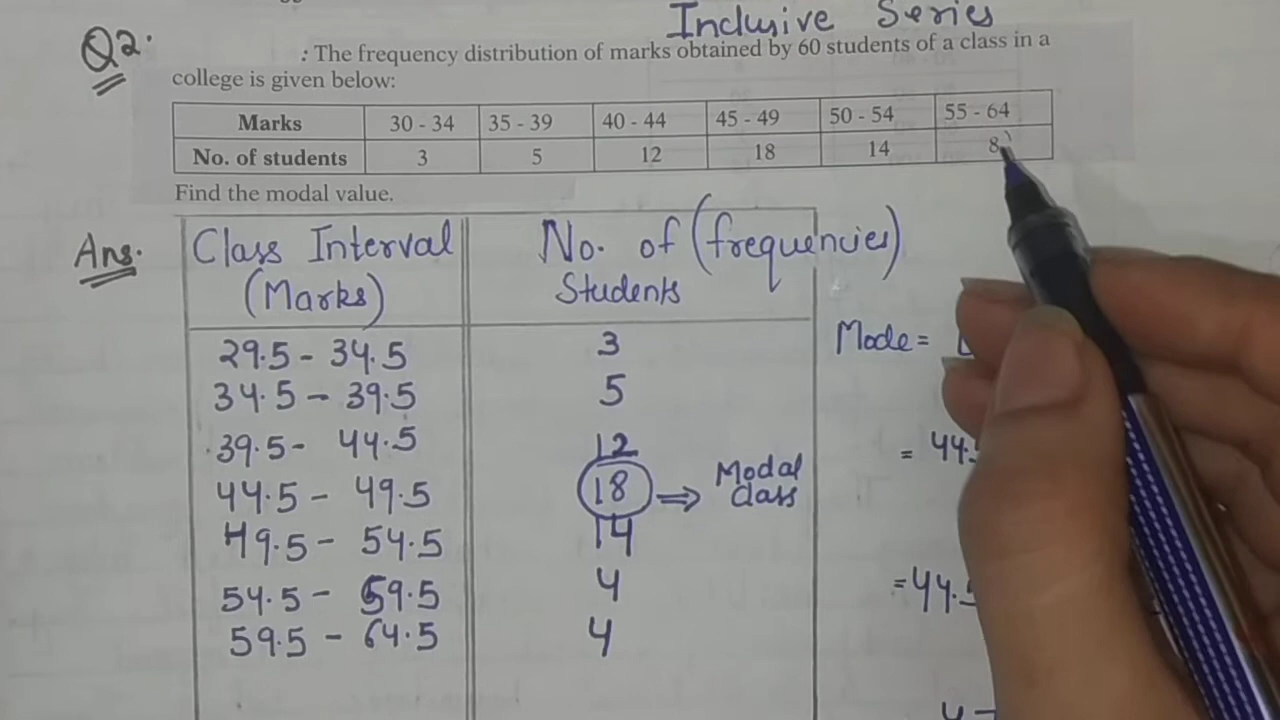 Inclusive Series
Q2.
: The frequency distribution of marks obtained by 60 students of a class in a
college is given below:
Marks 30 - 34 35 - 39 40 - 44 45 - 49 50 - 54 55 - 64
No. of students 3 5 12 18 14 8
Find the modal value.
Ans. Class Interval No. of (frequencies)
(Marks) Students
29.5 - 34.5 3
34.5 - 39.5 5
39.5 - 44.5 12
44.5 - 49.5 18 ⇒ Modal Class
49.5 - 54.5 14
54.5 - 59.5 4
59.5 - 64.5 4
Mode =
= 44.
= 44.5